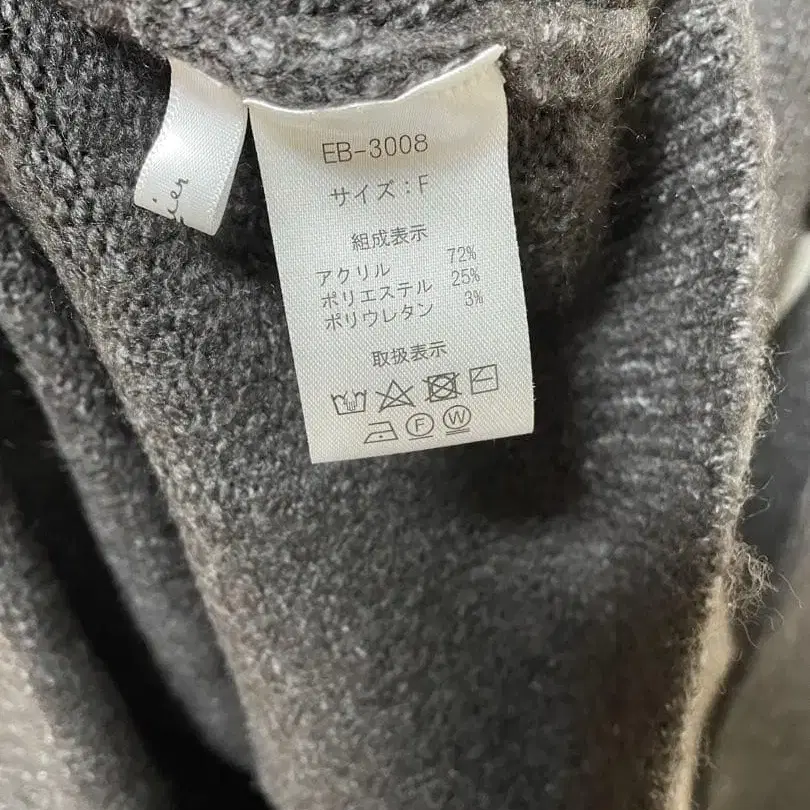 EB-3008
サイズ:F
組成表示
アクリル 72%
ポリエステル 25%
ポリウレタン 3%
取扱表示
F W